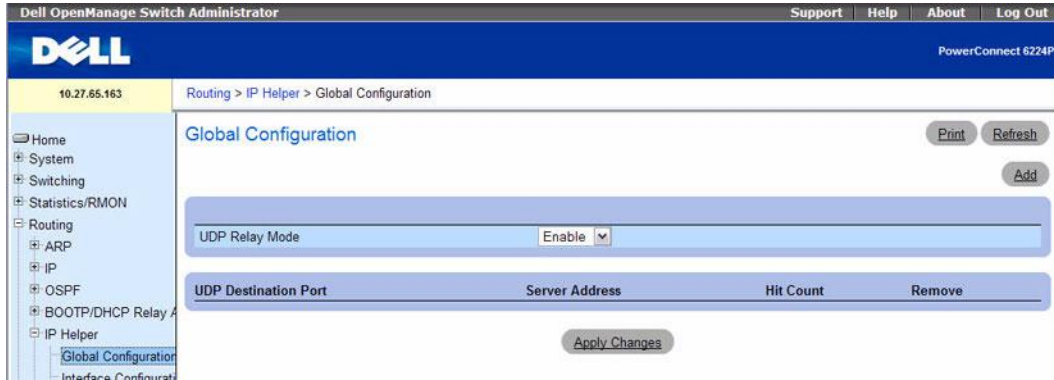 Dell OpenManage Switch Administrator
Support Help About Log Out
DELL
PowerConnect 6224P
10.27.65.163
Routing > IP Helper > Global Configuration
Home
System
Switching
Statistics/RMON
Routing
ARP
IP
OSPF
BOOTP/DHCP Relay A
IP Helper
Global Configuration
Interface Configurati
Global Configuration
Print Refresh
Add
UDP Relay Mode Enable
UDP Destination Port Server Address Hit Count Remove
Apply Changes